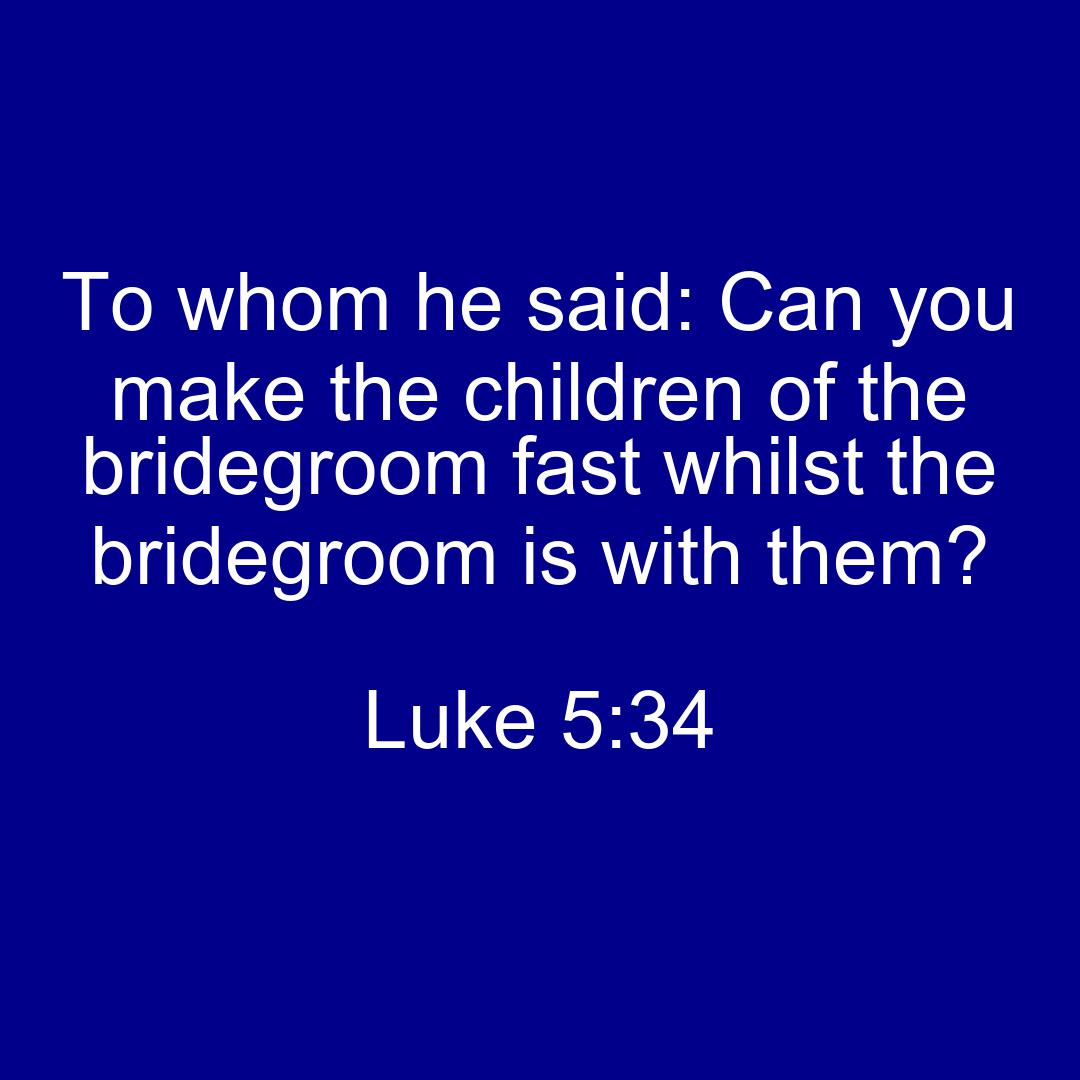 To whom he said: Can you
make the children of the
bridegroom fast whilst the
bridegroom is with them?
Luke 5:34